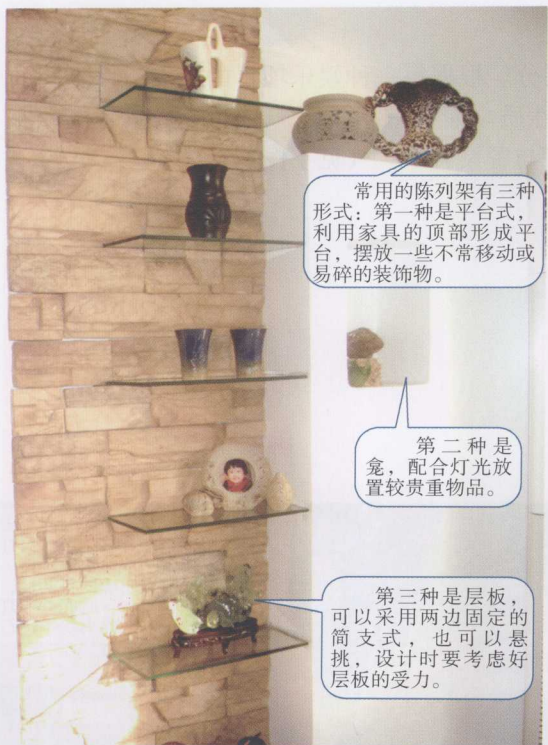 常用的陈列架有三种
形式：第一种是平台式，
利用家具的顶部形成平
台，摆放一些不常移动或
易碎的装饰物。
第二种是
龛，配合灯光放
置较贵重物品。
第三种是层板，
可以采用两边固定的
简支式，也可以悬
挑，设计时要考虑好
层板的受力。